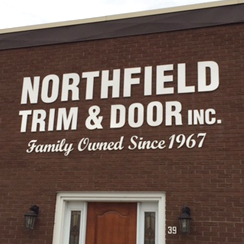 NORTHFIELD
TRIM & DOOR INC.
Family Owned Since 1967
39